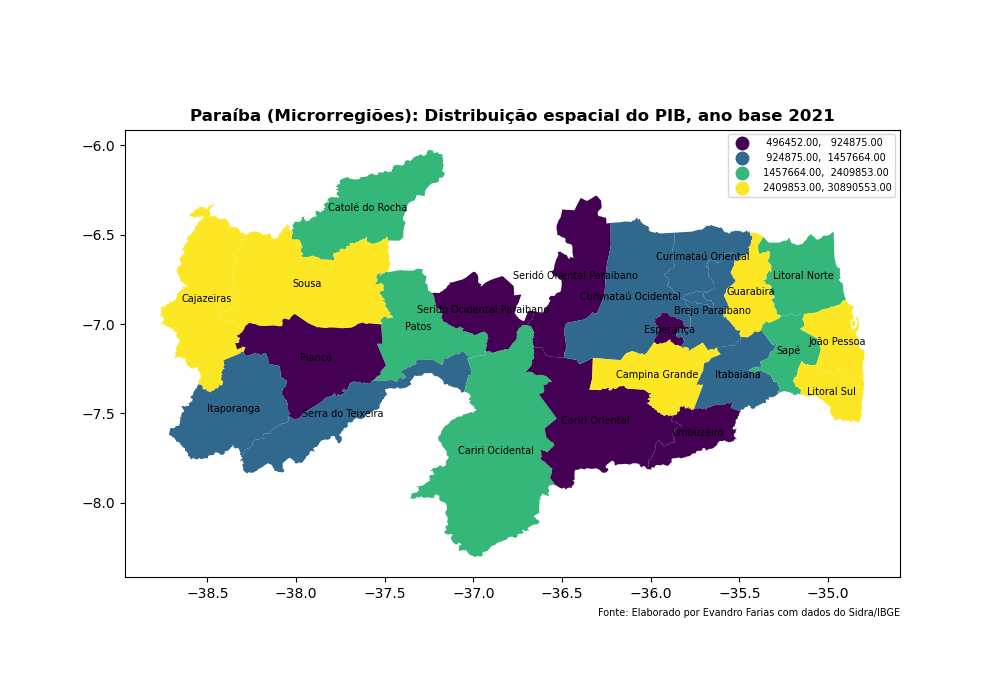 Paraíba (Microrregiões): Distribuição espacial do PIB, ano base 2021
496452.00, 924875.00
924875.00, 1457664.00
1457664.00, 2409853.00
2409853.00, 30890553.00
−6.0
−6.5
−7.0
−7.5
−8.0
Catolé do Rocha
Curimataú Oriental
Seridó Oriental Paraibano
Litoral Norte
Sousa
Guarabira
Cajazeiras
Curimataú Ocidental
Seridó Ocidental Paraibano
Brejo Paraibano
Patos
Esperança
João Pessoa
Sapé
Piancó
Campina Grande
Itabaiana
Litoral Sul
Itaporanga
Serra do Teixeira
Cariri Oriental
Umbuzeiro
Cariri Ocidental
−38.5
−38.0
−37.5
−37.0
−36.5
−36.0
−35.5
−35.0
Fonte: Elaborado por Evandro Farias com dados do Sidra/IBGE